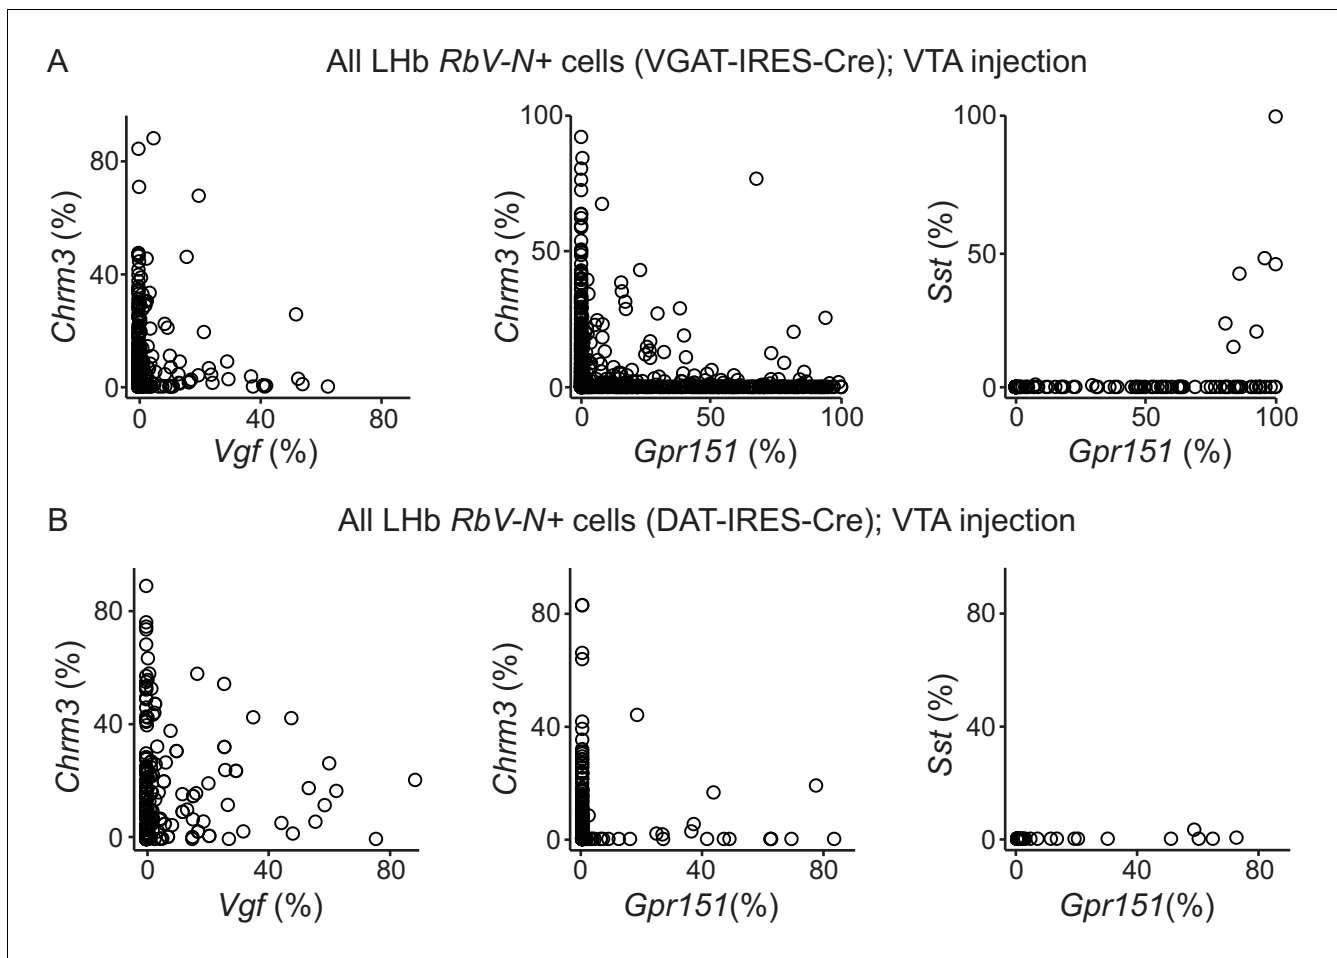 A
All LHb RbV-N+ cells (VGAT-IRES-Cre); VTA injection
Chrm3 (%)
80
40
0
0 40 80
Vgf (%)
Chrm3 (%)
100
50
0
0 50 100
Gpr151 (%)
Sst (%)
100
50
0
0 50 100
Gpr151 (%)
B
All LHb RbV-N+ cells (DAT-IRES-Cre); VTA injection
Chrm3 (%)
80
40
0
0 40 80
Vgf (%)
Chrm3 (%)
80
40
0
0 40 80
Gpr151(%)
Sst (%)
80
40
0
0 40 80
Gpr151(%)